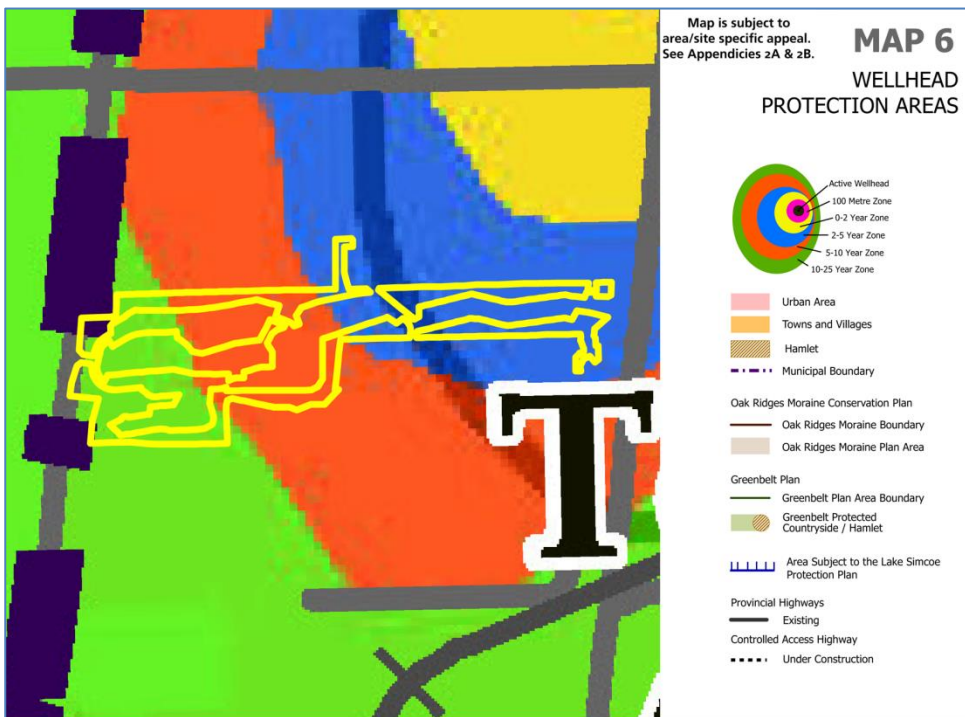 Map is subject to
area/site specific appeal.
See Appendicies 2A & 2B.
MAP 6
WELLHEAD
PROTECTION AREAS
Active Wellhead
100 Metre Zone
0-2 Year Zone
2-5 Year Zone
5-10 Year Zone
10-25 Year Zone
Urban Area
Towns and Villages
Hamlet
Municipal Boundary
Oak Ridges Moraine Conservation Plan
Oak Ridges Moraine Boundary
Oak Ridges Moraine Plan Area
Greenbelt Plan
Greenbelt Plan Area Boundary
Greenbelt Protected
Countryside / Hamlet
Area Subject to the Lake Simcoe
Protection Plan
Provincial Highways
Existing
Controlled Access Highway
Under Construction
T